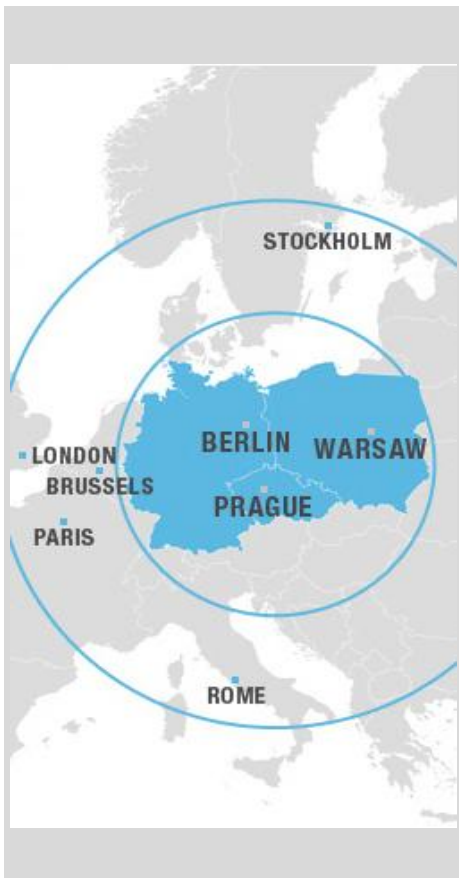 STOCKHOLM
BERLIN
WARSAW
LONDON
BRUSSELS
PRAGUE
PARIS
ROME